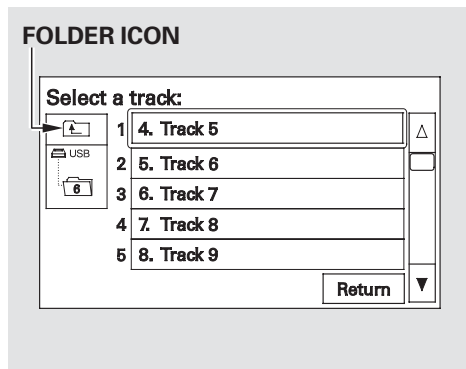 FOLDER ICON
Select a track:
1 4. Track 5
USB
2 5. Track 6
6
3 6. Track 7
4 7. Track 8
5 8. Track 9
Return